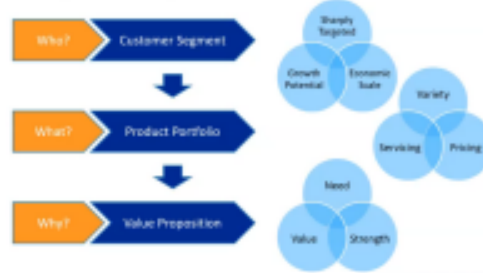 Who?
Customer Segment
Sharply
Targeted
Growth
Potential
Economic
Scale
What?
Product Portfolio
Variety
Servicing
Pricing
Why?
Value Proposition
Need
Value
Strength